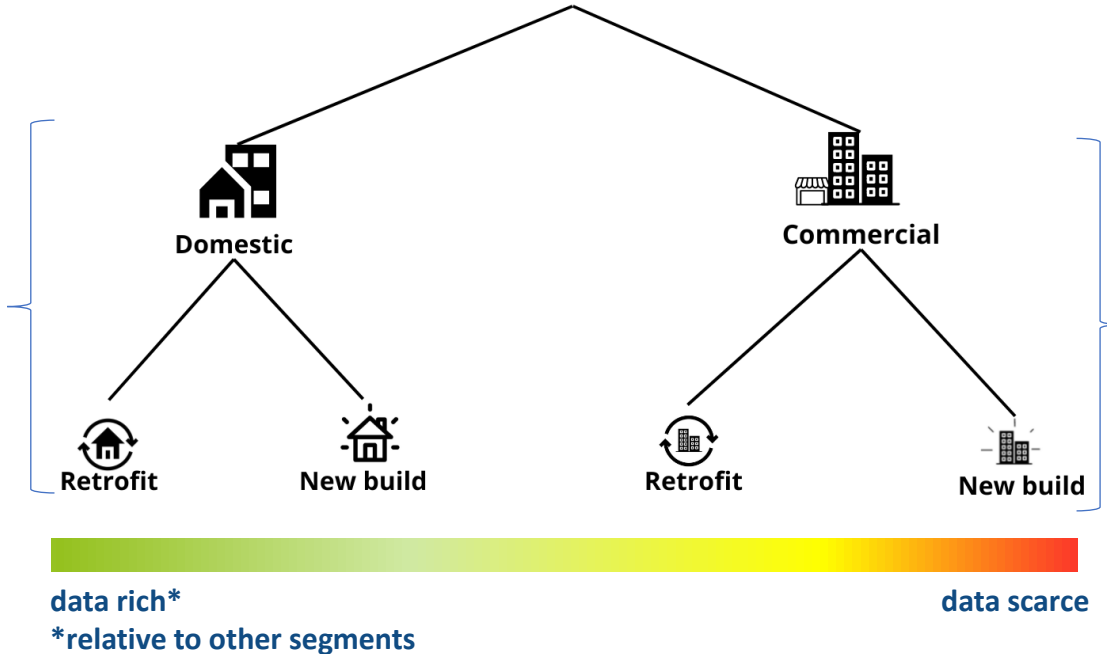 Domestic
Commercial
Retrofit
New build
Retrofit
New build
data rich*
data scarce
*relative to other segments